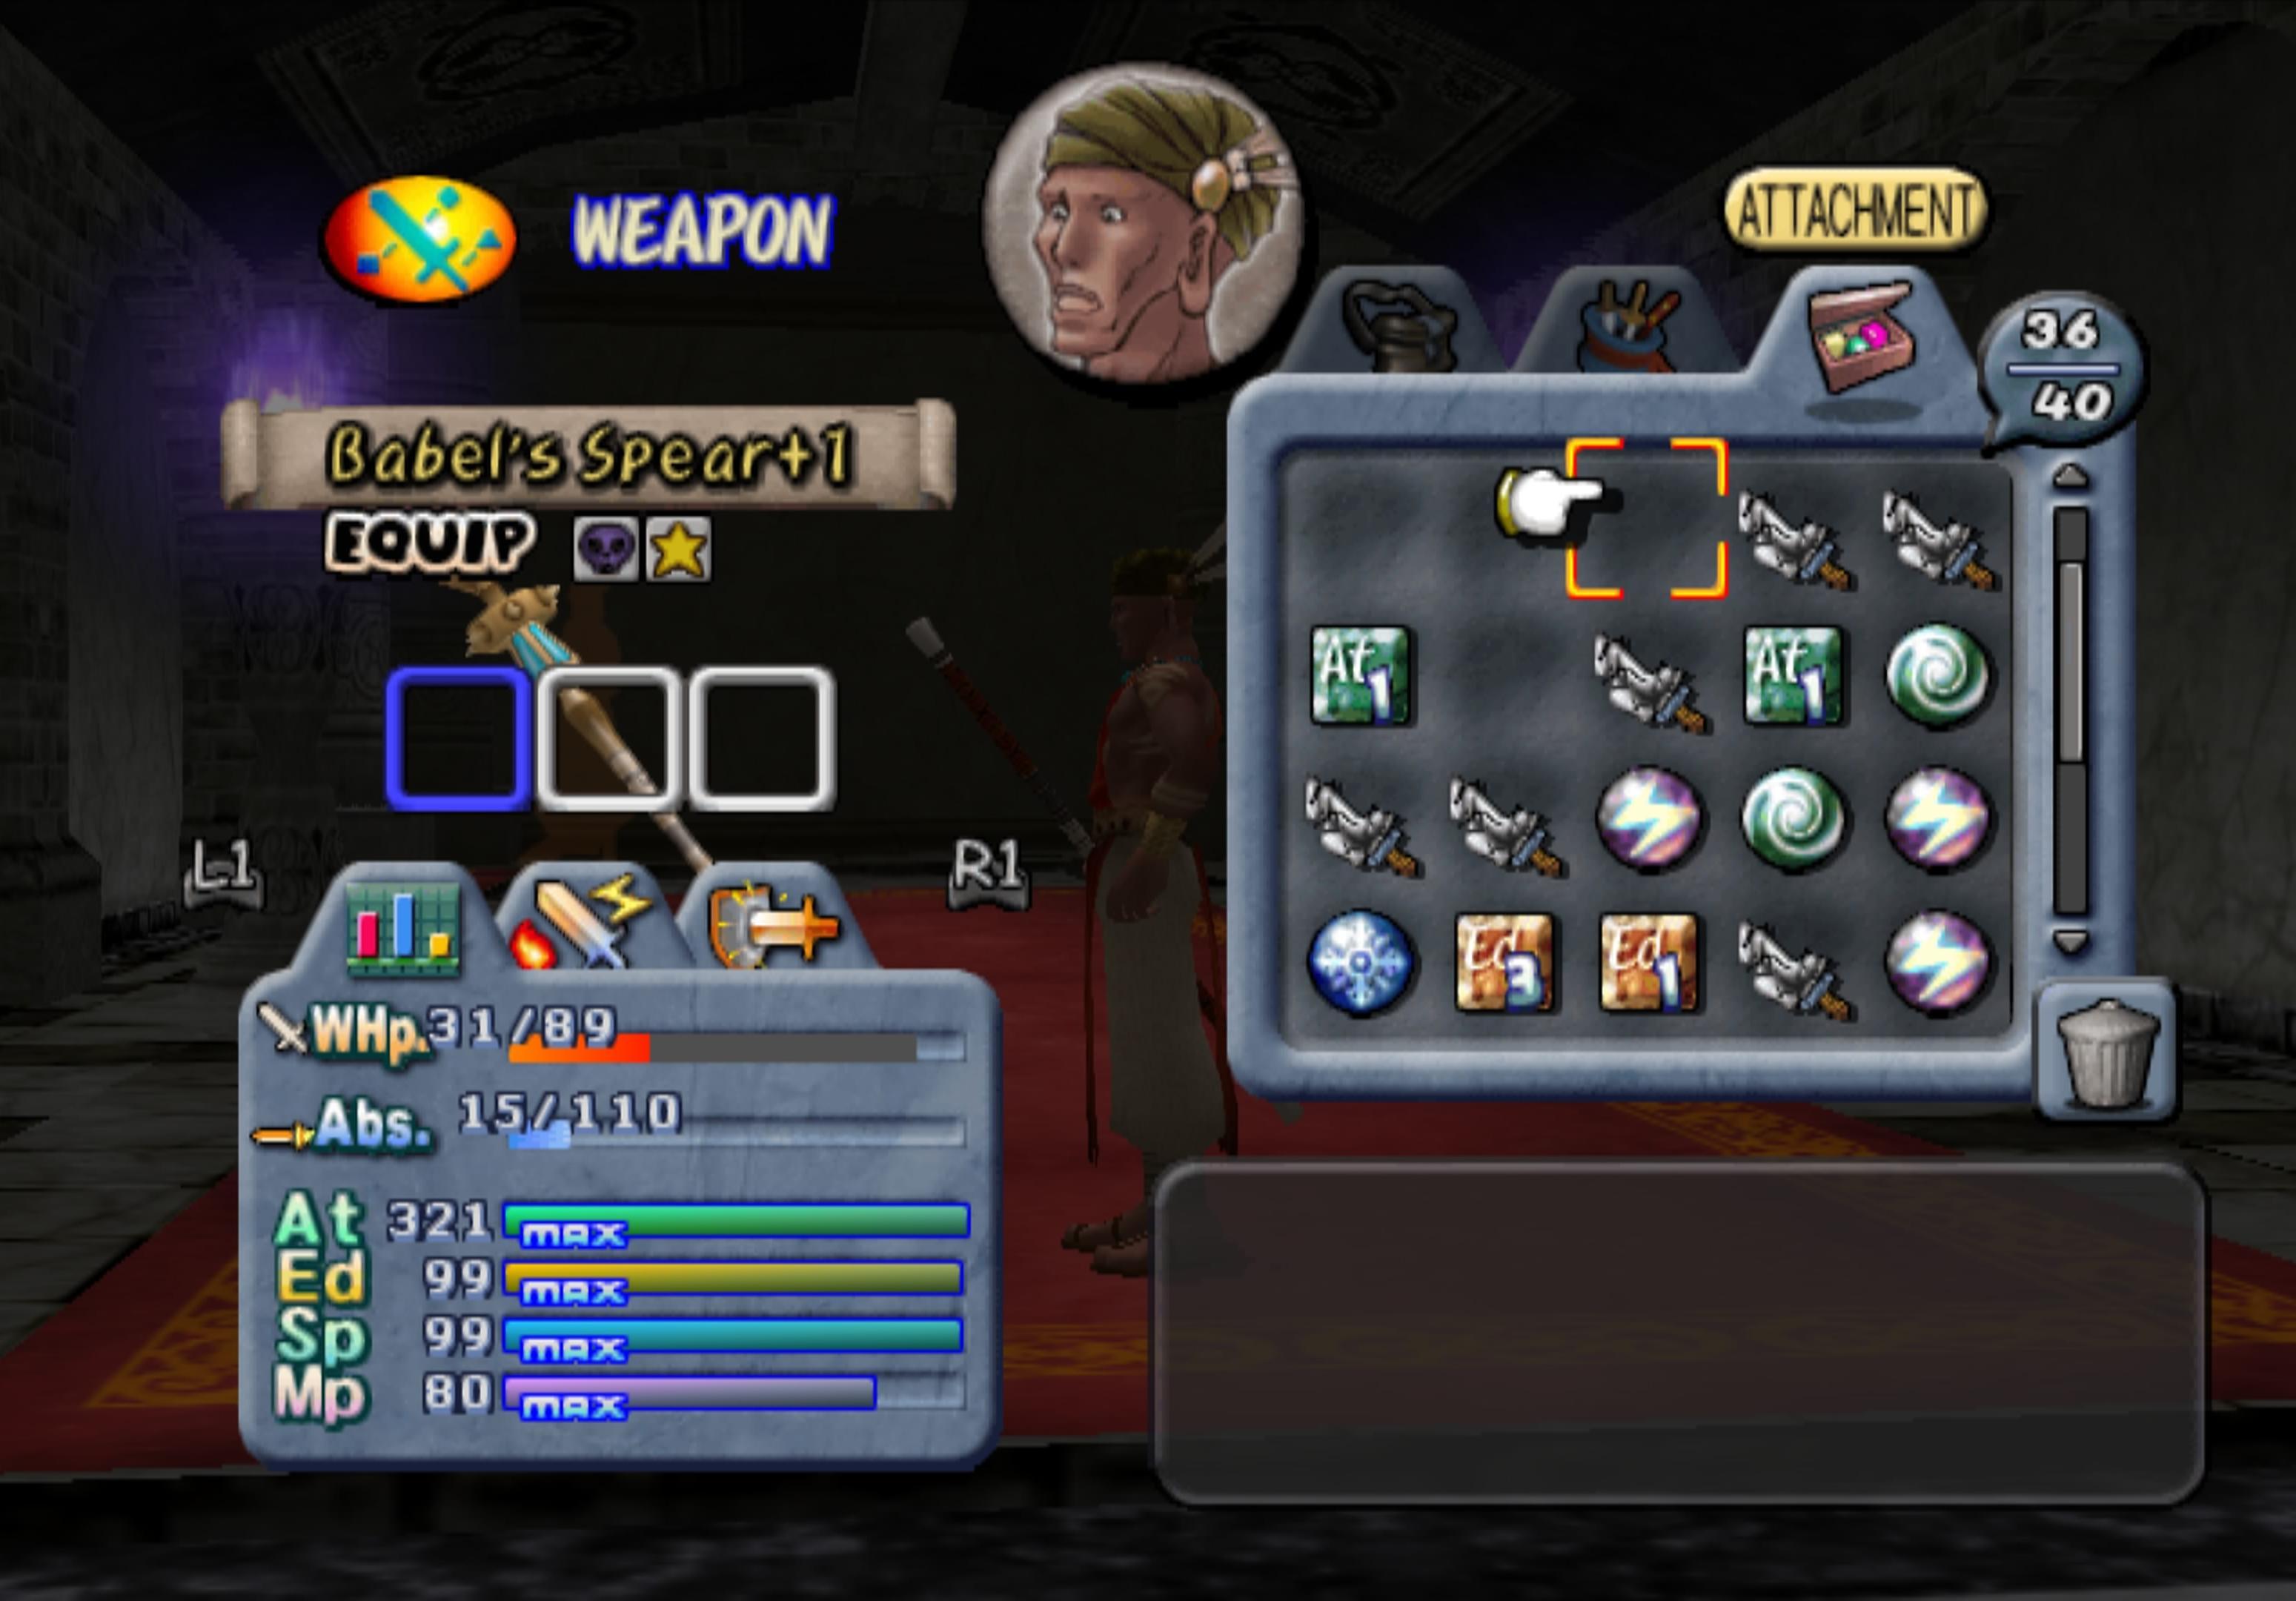 WEAPON
ATTACHMENT
36
40
Babel's Spear+1
EQUIP
At 1
At 1
L1
R1
Ed 3
Ed 1
WHp. 31/89
Abs. 15/110
At 321 max
Ed 99 max
Sp 99 max
Mp 80 max